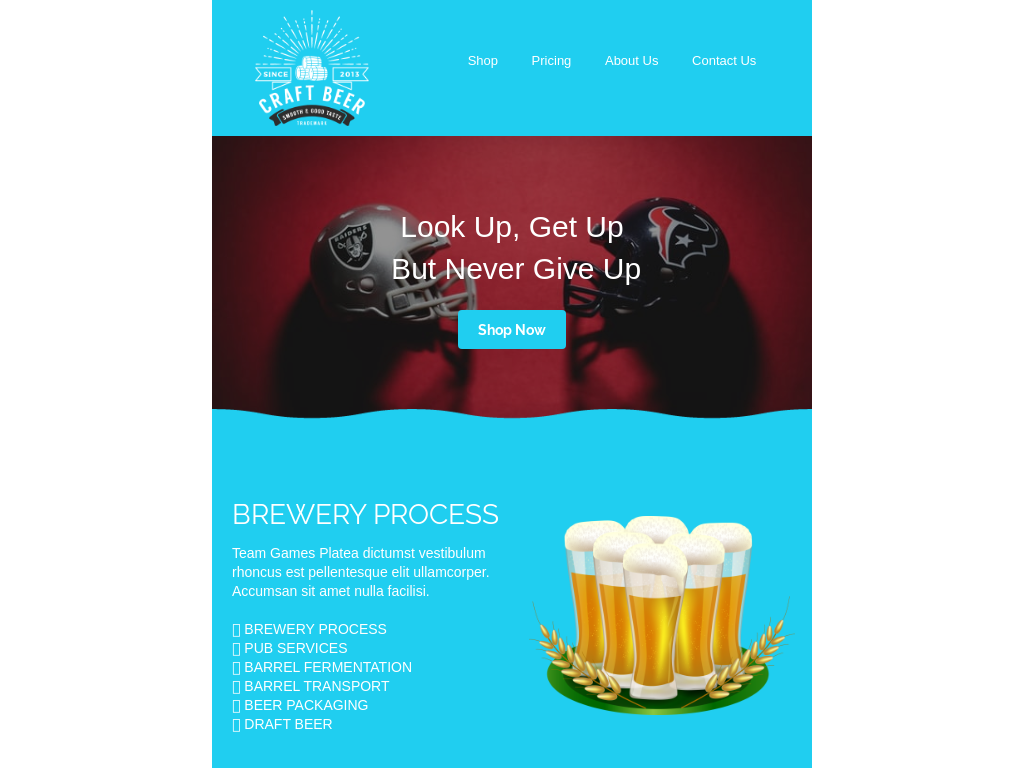 SINCE 2015
CRAFT BEER
SMOOTH & GOOD TASTE
TRADEMARK
Shop Pricing About Us Contact Us
RAIDERS
Look Up, Get Up
But Never Give Up
Shop Now
BREWERY PROCESS
Team Games Platea dictumst vestibulum
rhoncus est pellentesque elit ullamcorper.
Accumsan sit amet nulla facilisi.
BREWERY PROCESS
PUB SERVICES
BARREL FERMENTATION
BARREL TRANSPORT
BEER PACKAGING
DRAFT BEER